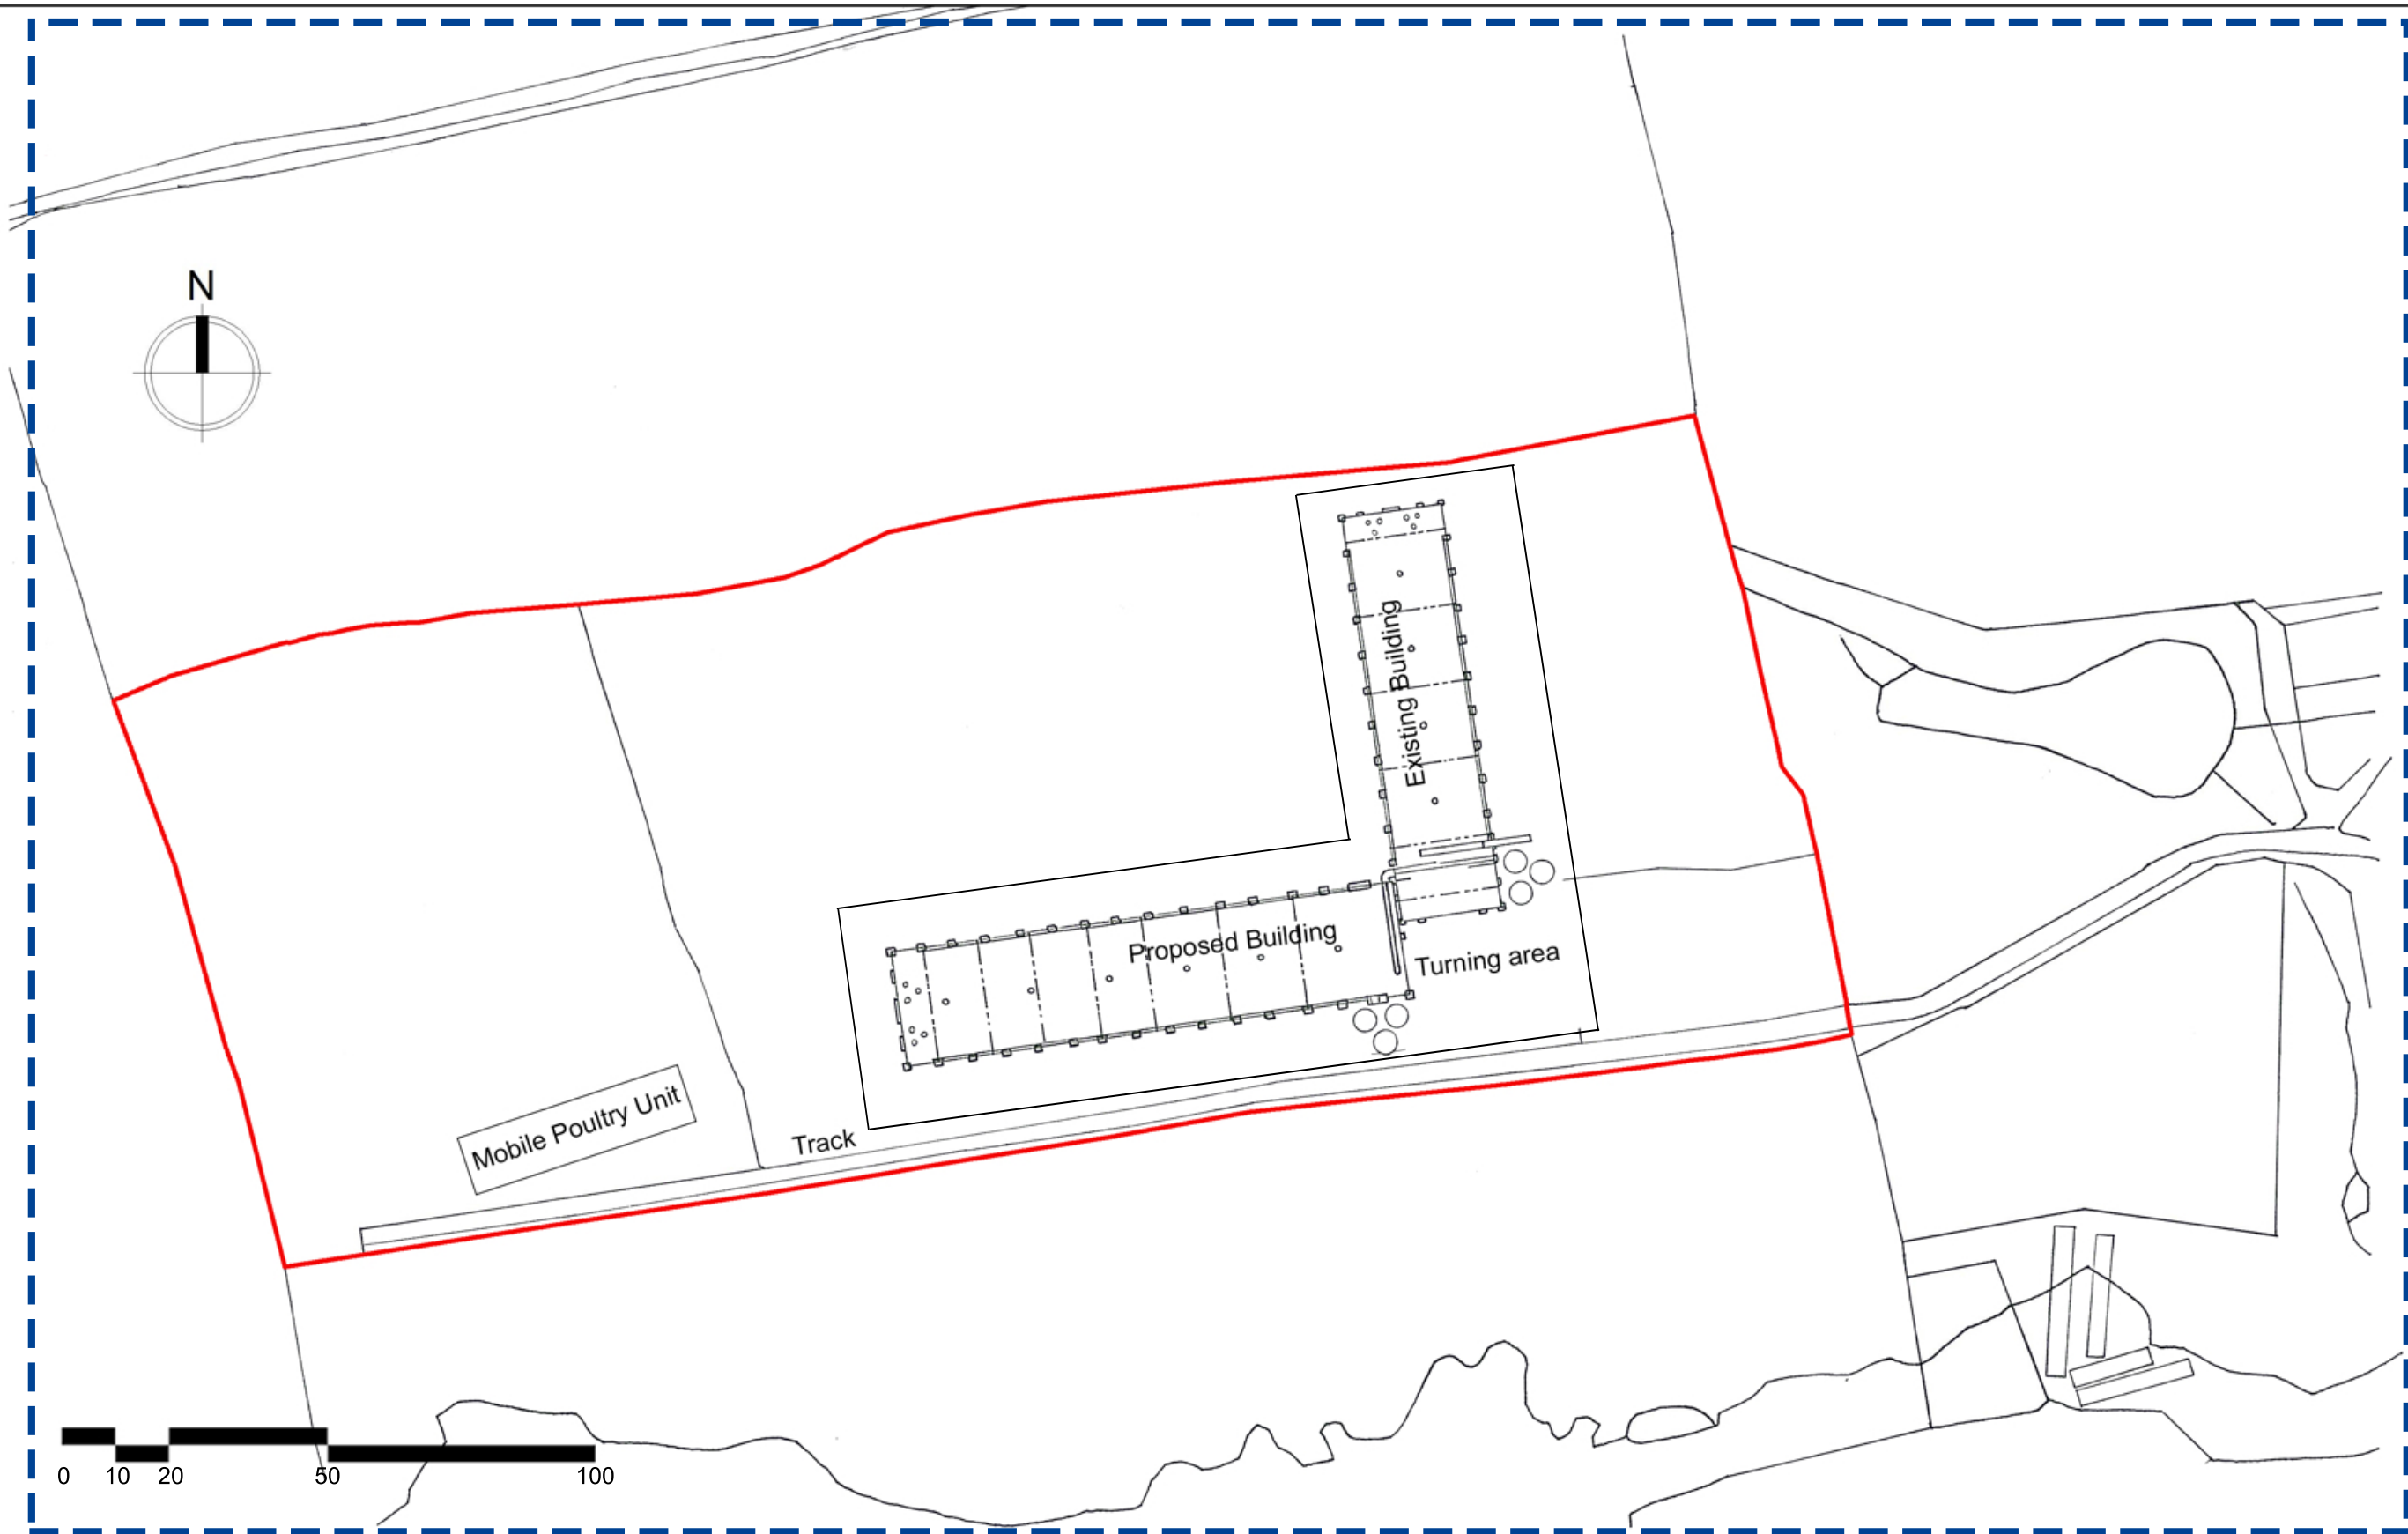 N
Existing Building
Proposed Building
Turning area
Mobile Poultry Unit
Track
0 10 20 50 100